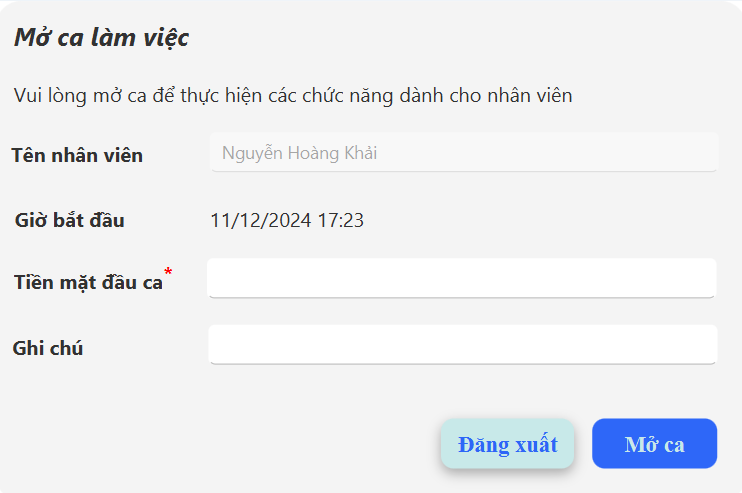 Mở ca làm việc
Vui lòng mở ca để thực hiện các chức năng dành cho nhân viên
Tên nhân viên Nguyễn Hoàng Khải
Giờ bắt đầu 11/12/2024 17:23
Tiền mặt đầu ca*
Ghi chú
Đăng xuất Mở ca